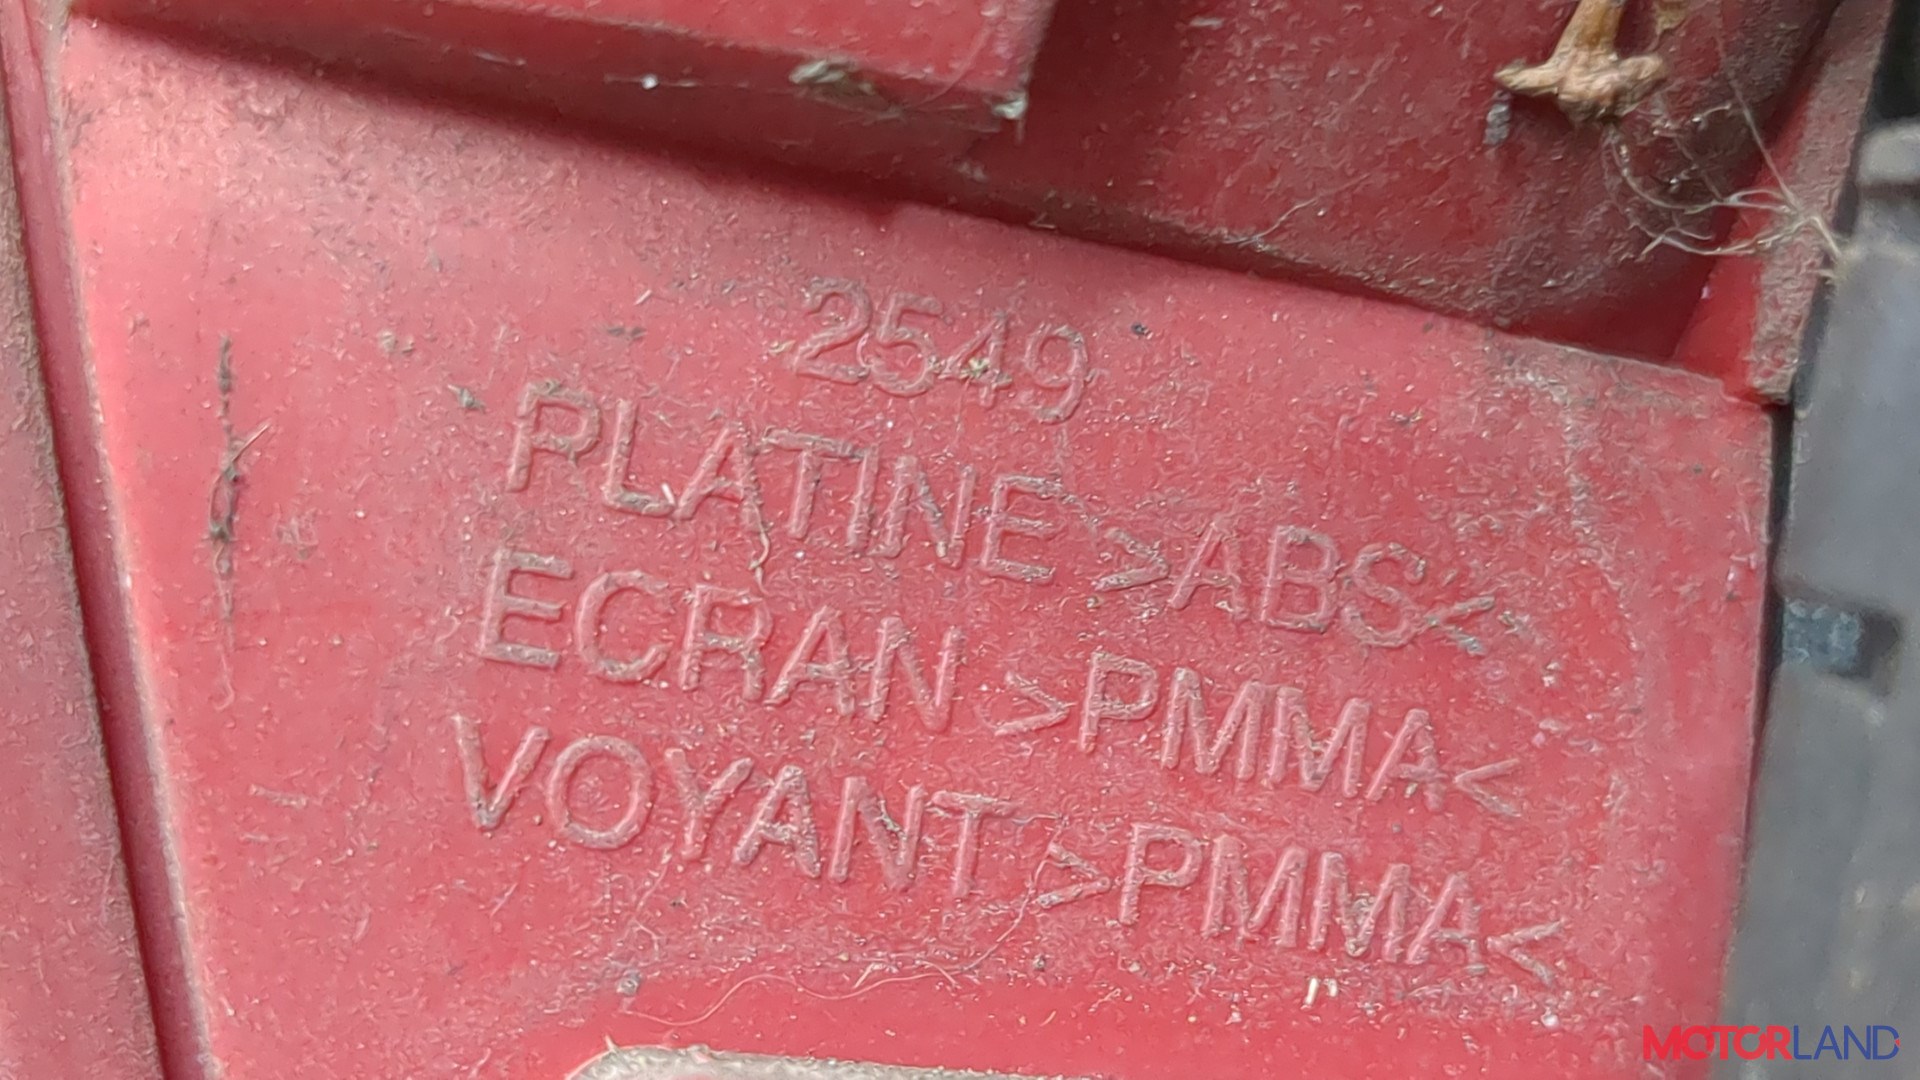 2549
PLATINE >ABS<
ECRAN >PMMA<
VOYANT >PMMA<
MOTORLAND